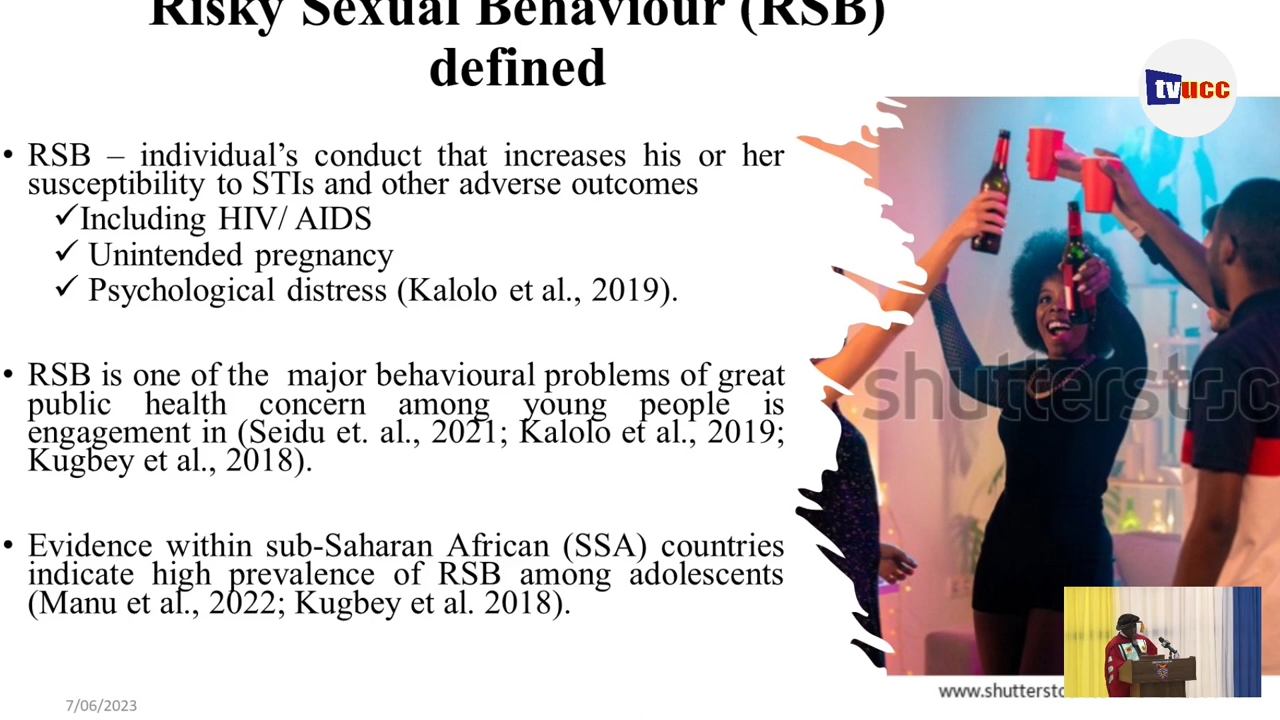 Risky Sexual Behaviour (RSB)
defined
tvucc
• RSB – individual’s conduct that increases his or her
susceptibility to STIs and other adverse outcomes
✓Including HIV/ AIDS
✓ Unintended pregnancy
✓ Psychological distress (Kalolo et al., 2019).
• RSB is one of the major behavioural problems of great
public health concern among young people is
engagement in (Seidu et. al., 2021; Kalolo et al., 2019;
Kugbey et al., 2018).
• Evidence within sub-Saharan African (SSA) countries
indicate high prevalence of RSB among adolescents
(Manu et al., 2022; Kugbey et al. 2018).
shutterstoc
www.shuttersto
7/06/2023